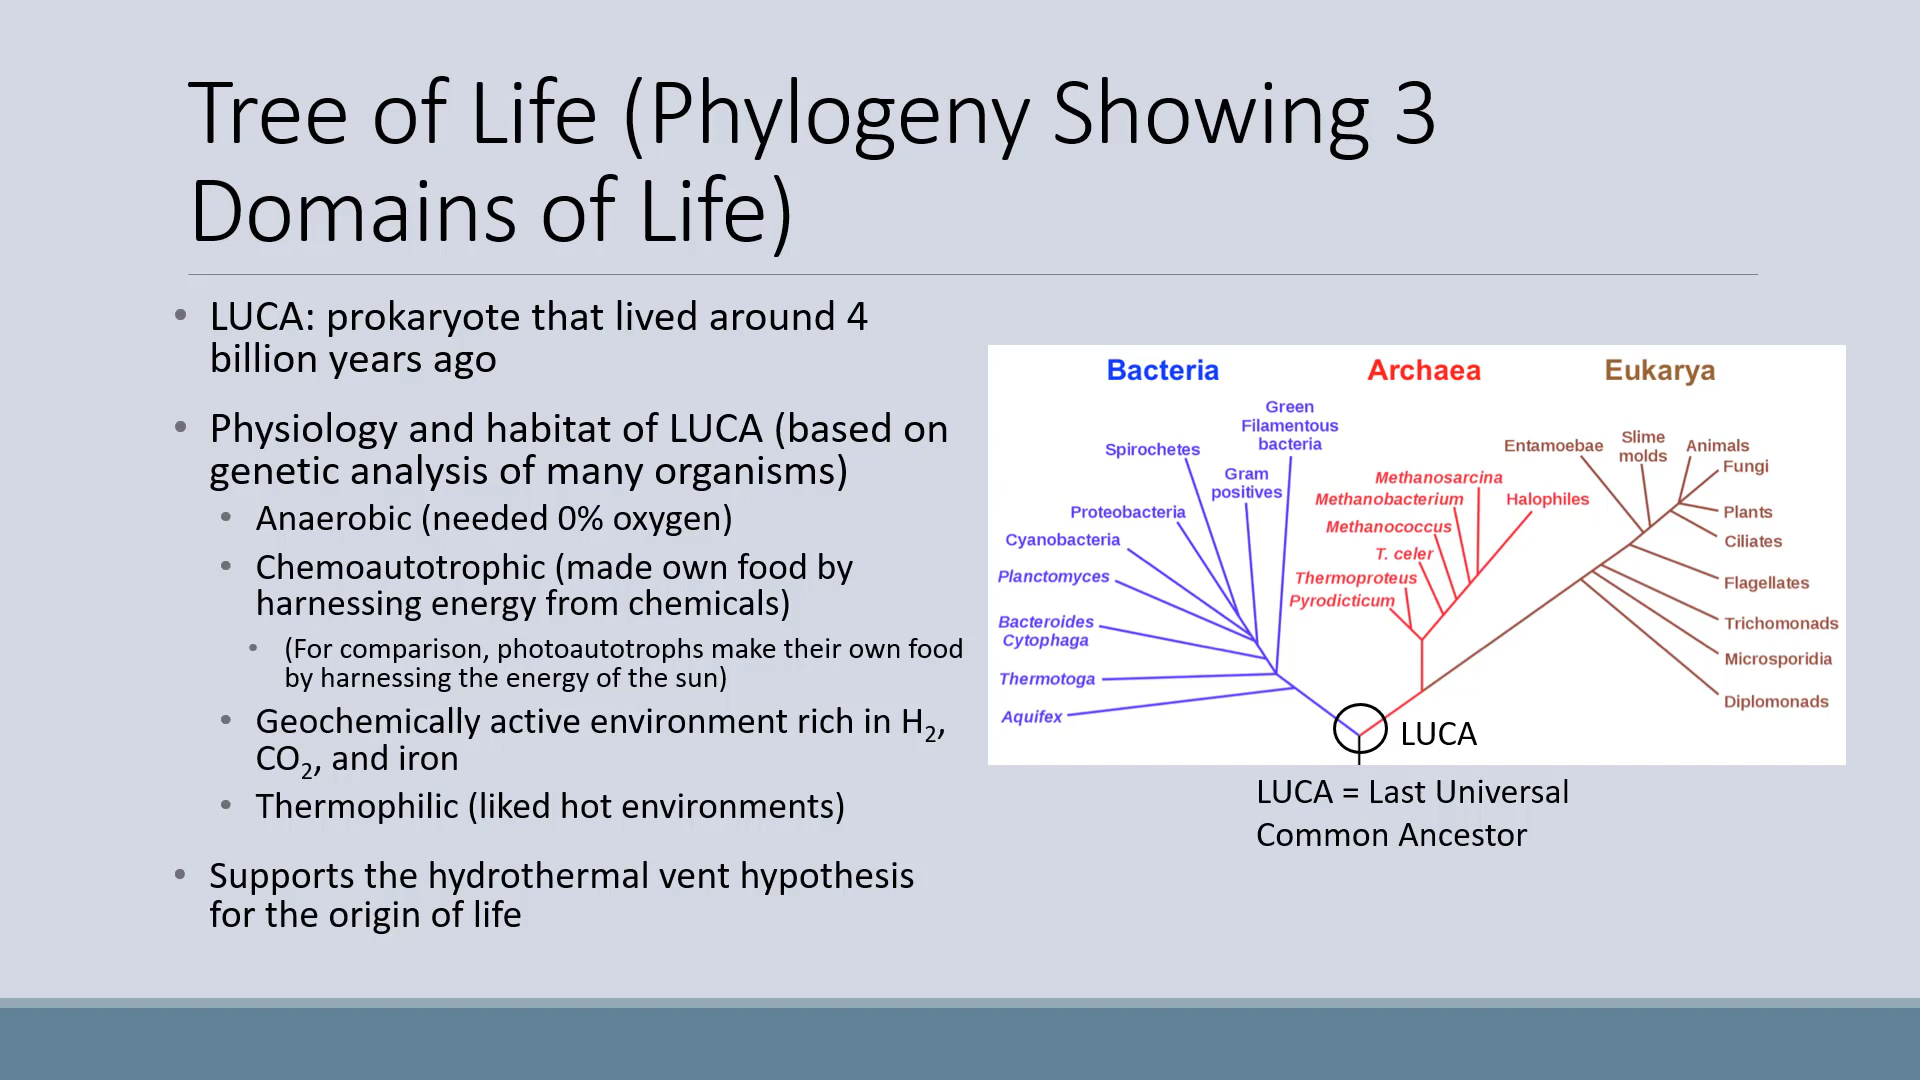 Tree of Life (Phylogeny Showing 3
Domains of Life)
• LUCA: prokaryote that lived around 4
billion years ago
• Physiology and habitat of LUCA (based on
genetic analysis of many organisms)
• Anaerobic (needed 0% oxygen)
• Chemoautotrophic (made own food by
harnessing energy from chemicals)
• (For comparison, photoautotrophs make their own food
by harnessing the energy of the sun)
• Geochemically active environment rich in H₂,
CO₂, and iron
• Thermophilic (liked hot environments)
• Supports the hydrothermal vent hypothesis
for the origin of life
Bacteria
Archaea
Eukarya
Green
Filamentous
bacteria
Spirochetes
Gram
positives
Proteobacteria
Cyanobacteria
Planctomyces
Bacteroides
Cytophaga
Thermotoga
Aquifex
Methanosarcina
Methanobacterium
Halophiles
Methanococcus
T. celer
Thermoproteus
Pyrodicticum
Entamoebae
Slime
molds
Animals
Fungi
Plants
Ciliates
Flagellates
Trichomonads
Microsporidia
Diplomonads
LUCA
LUCA = Last Universal
Common Ancestor